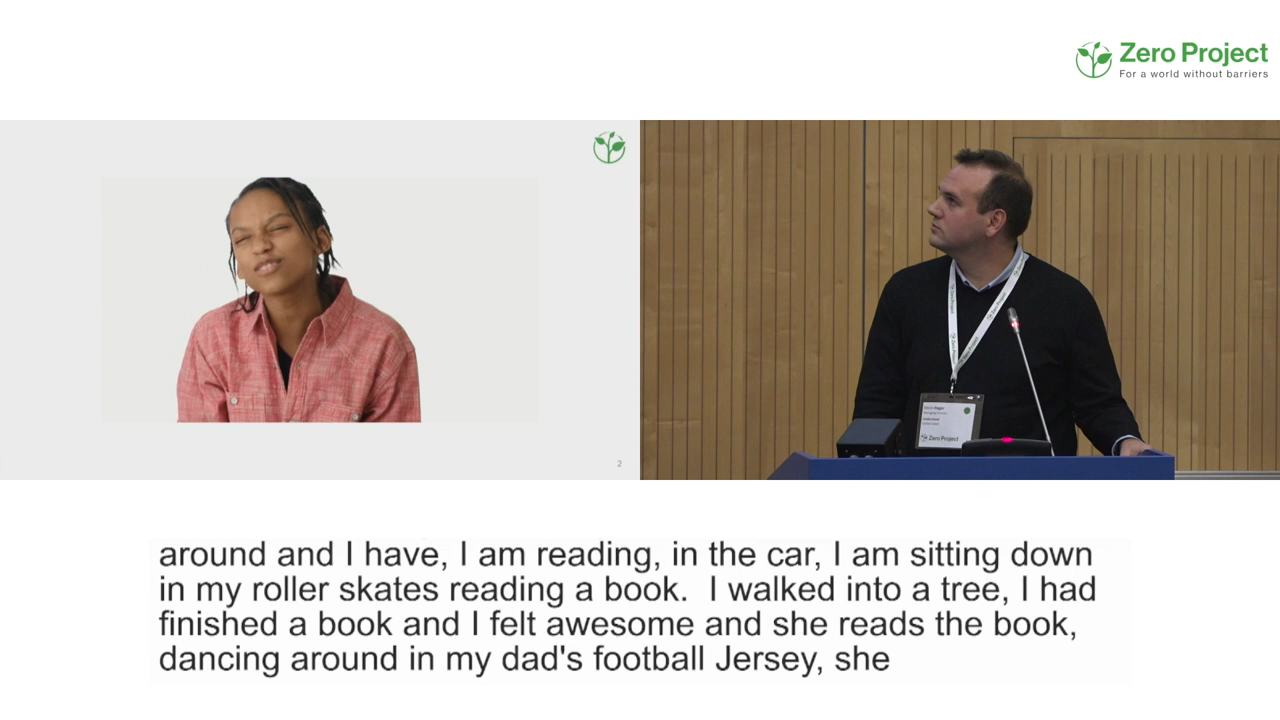 Zero Project
For a world without barriers
2
Zero Project
around and I have, I am reading, in the car, I am sitting down
in my roller skates reading a book.  I walked into a tree, I had
finished a book and I felt awesome and she reads the book,
dancing around in my dad's football Jersey, she